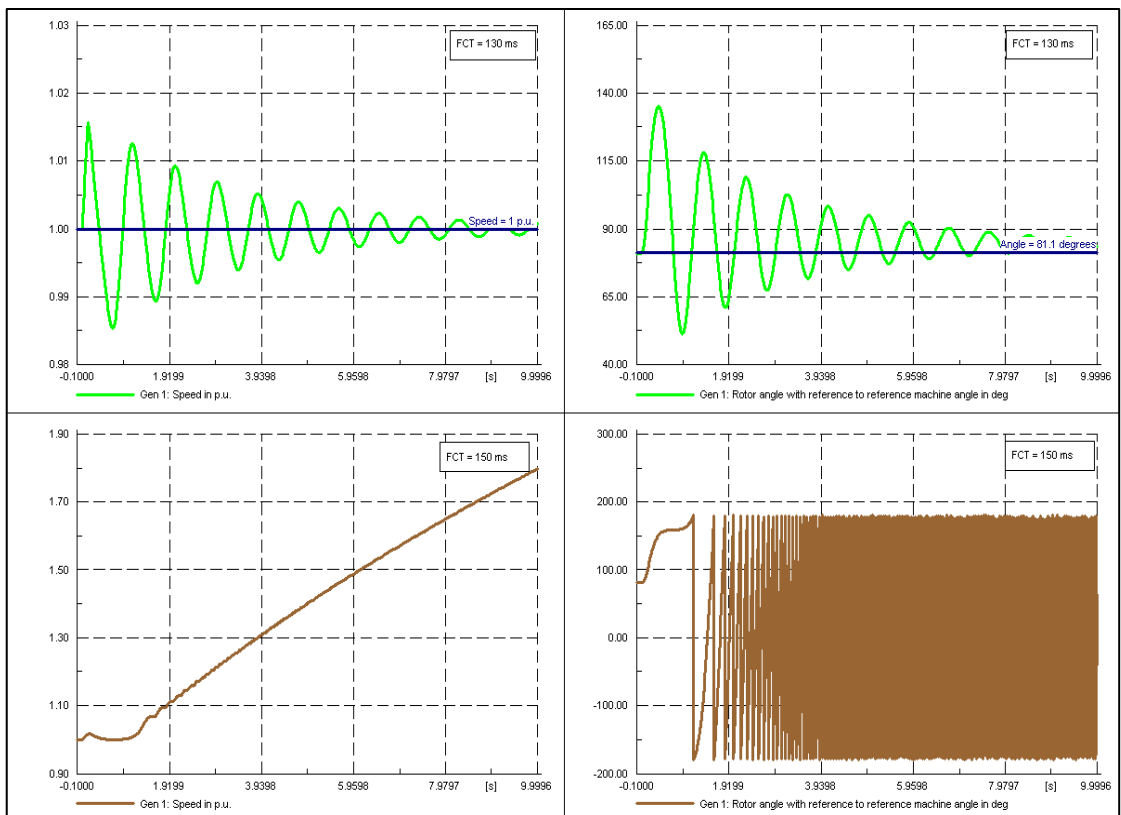 1.03
FCT = 130 ms
1.02
1.01
Speed = 1 p.u.
1.00
0.99
0.98
-0.1000 1.9199 3.9398 5.9598 7.9797 [s] 9.9996
Gen 1: Speed in p.u.
165.00
FCT = 130 ms
140.00
115.00
90.00
Angle = 81.1 degrees
65.00
40.00
-0.1000 1.9199 3.9398 5.9598 7.9797 [s] 9.9996
Gen 1: Rotor angle with reference to reference machine angle in deg
1.90
FCT = 150 ms
1.70
1.50
1.30
1.10
0.90
-0.1000 1.9199 3.9398 5.9598 7.9797 [s] 9.9996
Gen 1: Speed in p.u.
300.00
FCT = 150 ms
200.00
100.00
0.00
-100.00
-200.00
-0.1000 1.9199 3.9398 5.9598 7.9797 [s] 9.9996
Gen 1: Rotor angle with reference to reference machine angle in deg